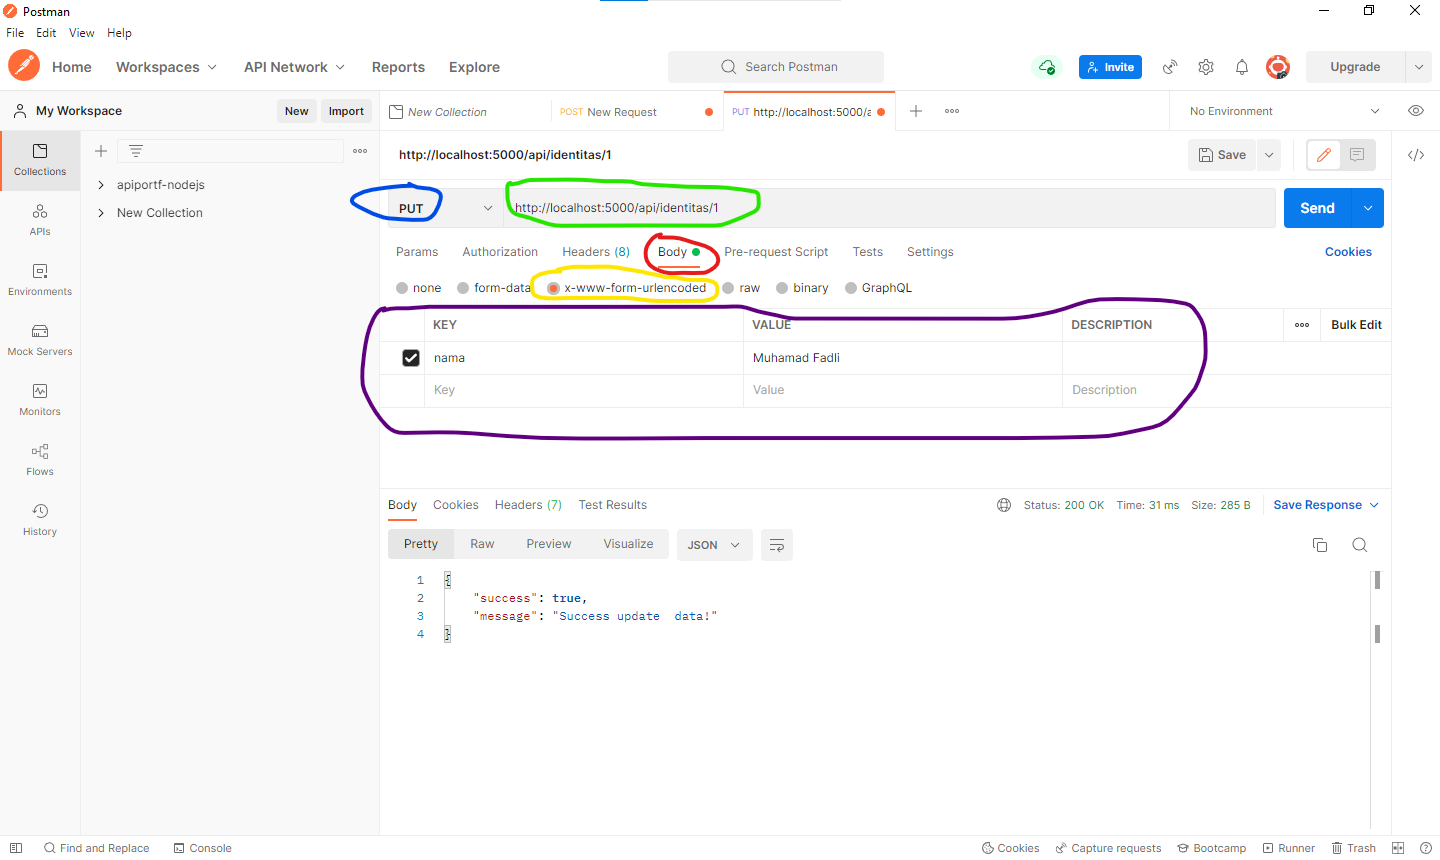 Postman
File Edit View Help
Home Workspaces API Network Reports Explore Search Postman Invite Upgrade
My Workspace New Import New Collection POST New Request PUT http://localhost:5000/a No Environment
Collections
APIs
Environments
Mock Servers
Monitors
Flows
History
apiportf-nodejs
New Collection
http://localhost:5000/api/identitas/1 Save
PUT http://localhost:5000/api/identitas/1 Send
Params Authorization Headers (8) Body Pre-request Script Tests Settings Cookies
none form-data x-www-form-urlencoded raw binary GraphQL
KEY VALUE DESCRIPTION Bulk Edit
nama Muhamad Fadli
Key Value Description
Body Cookies Headers (7) Test Results Status: 200 OK Time: 31 ms Size: 285 B Save Response
Pretty Raw Preview Visualize JSON
1 {
2 "success": true,
3 "message": "Success update  data!"
4 }
Find and Replace Console Cookies Capture requests Bootcamp Runner Trash